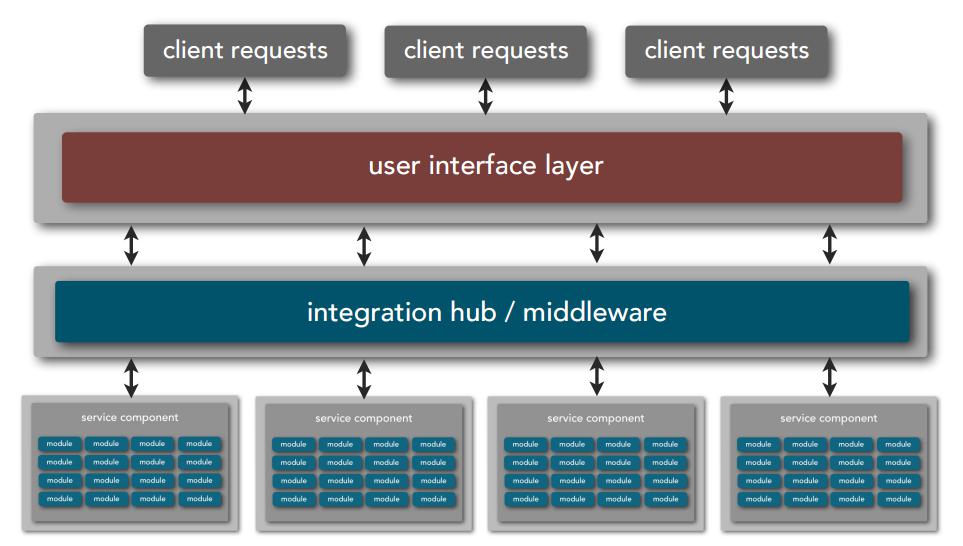 client requests client requests client requests
user interface layer
integration hub / middleware
service component service component service component service component
module module module module module module module module module module module module module module module module
module module module module module module module module module module module module module module module module
module module module module module module module module module module module module module module module module
module module module module module module module module module module module module module module module module